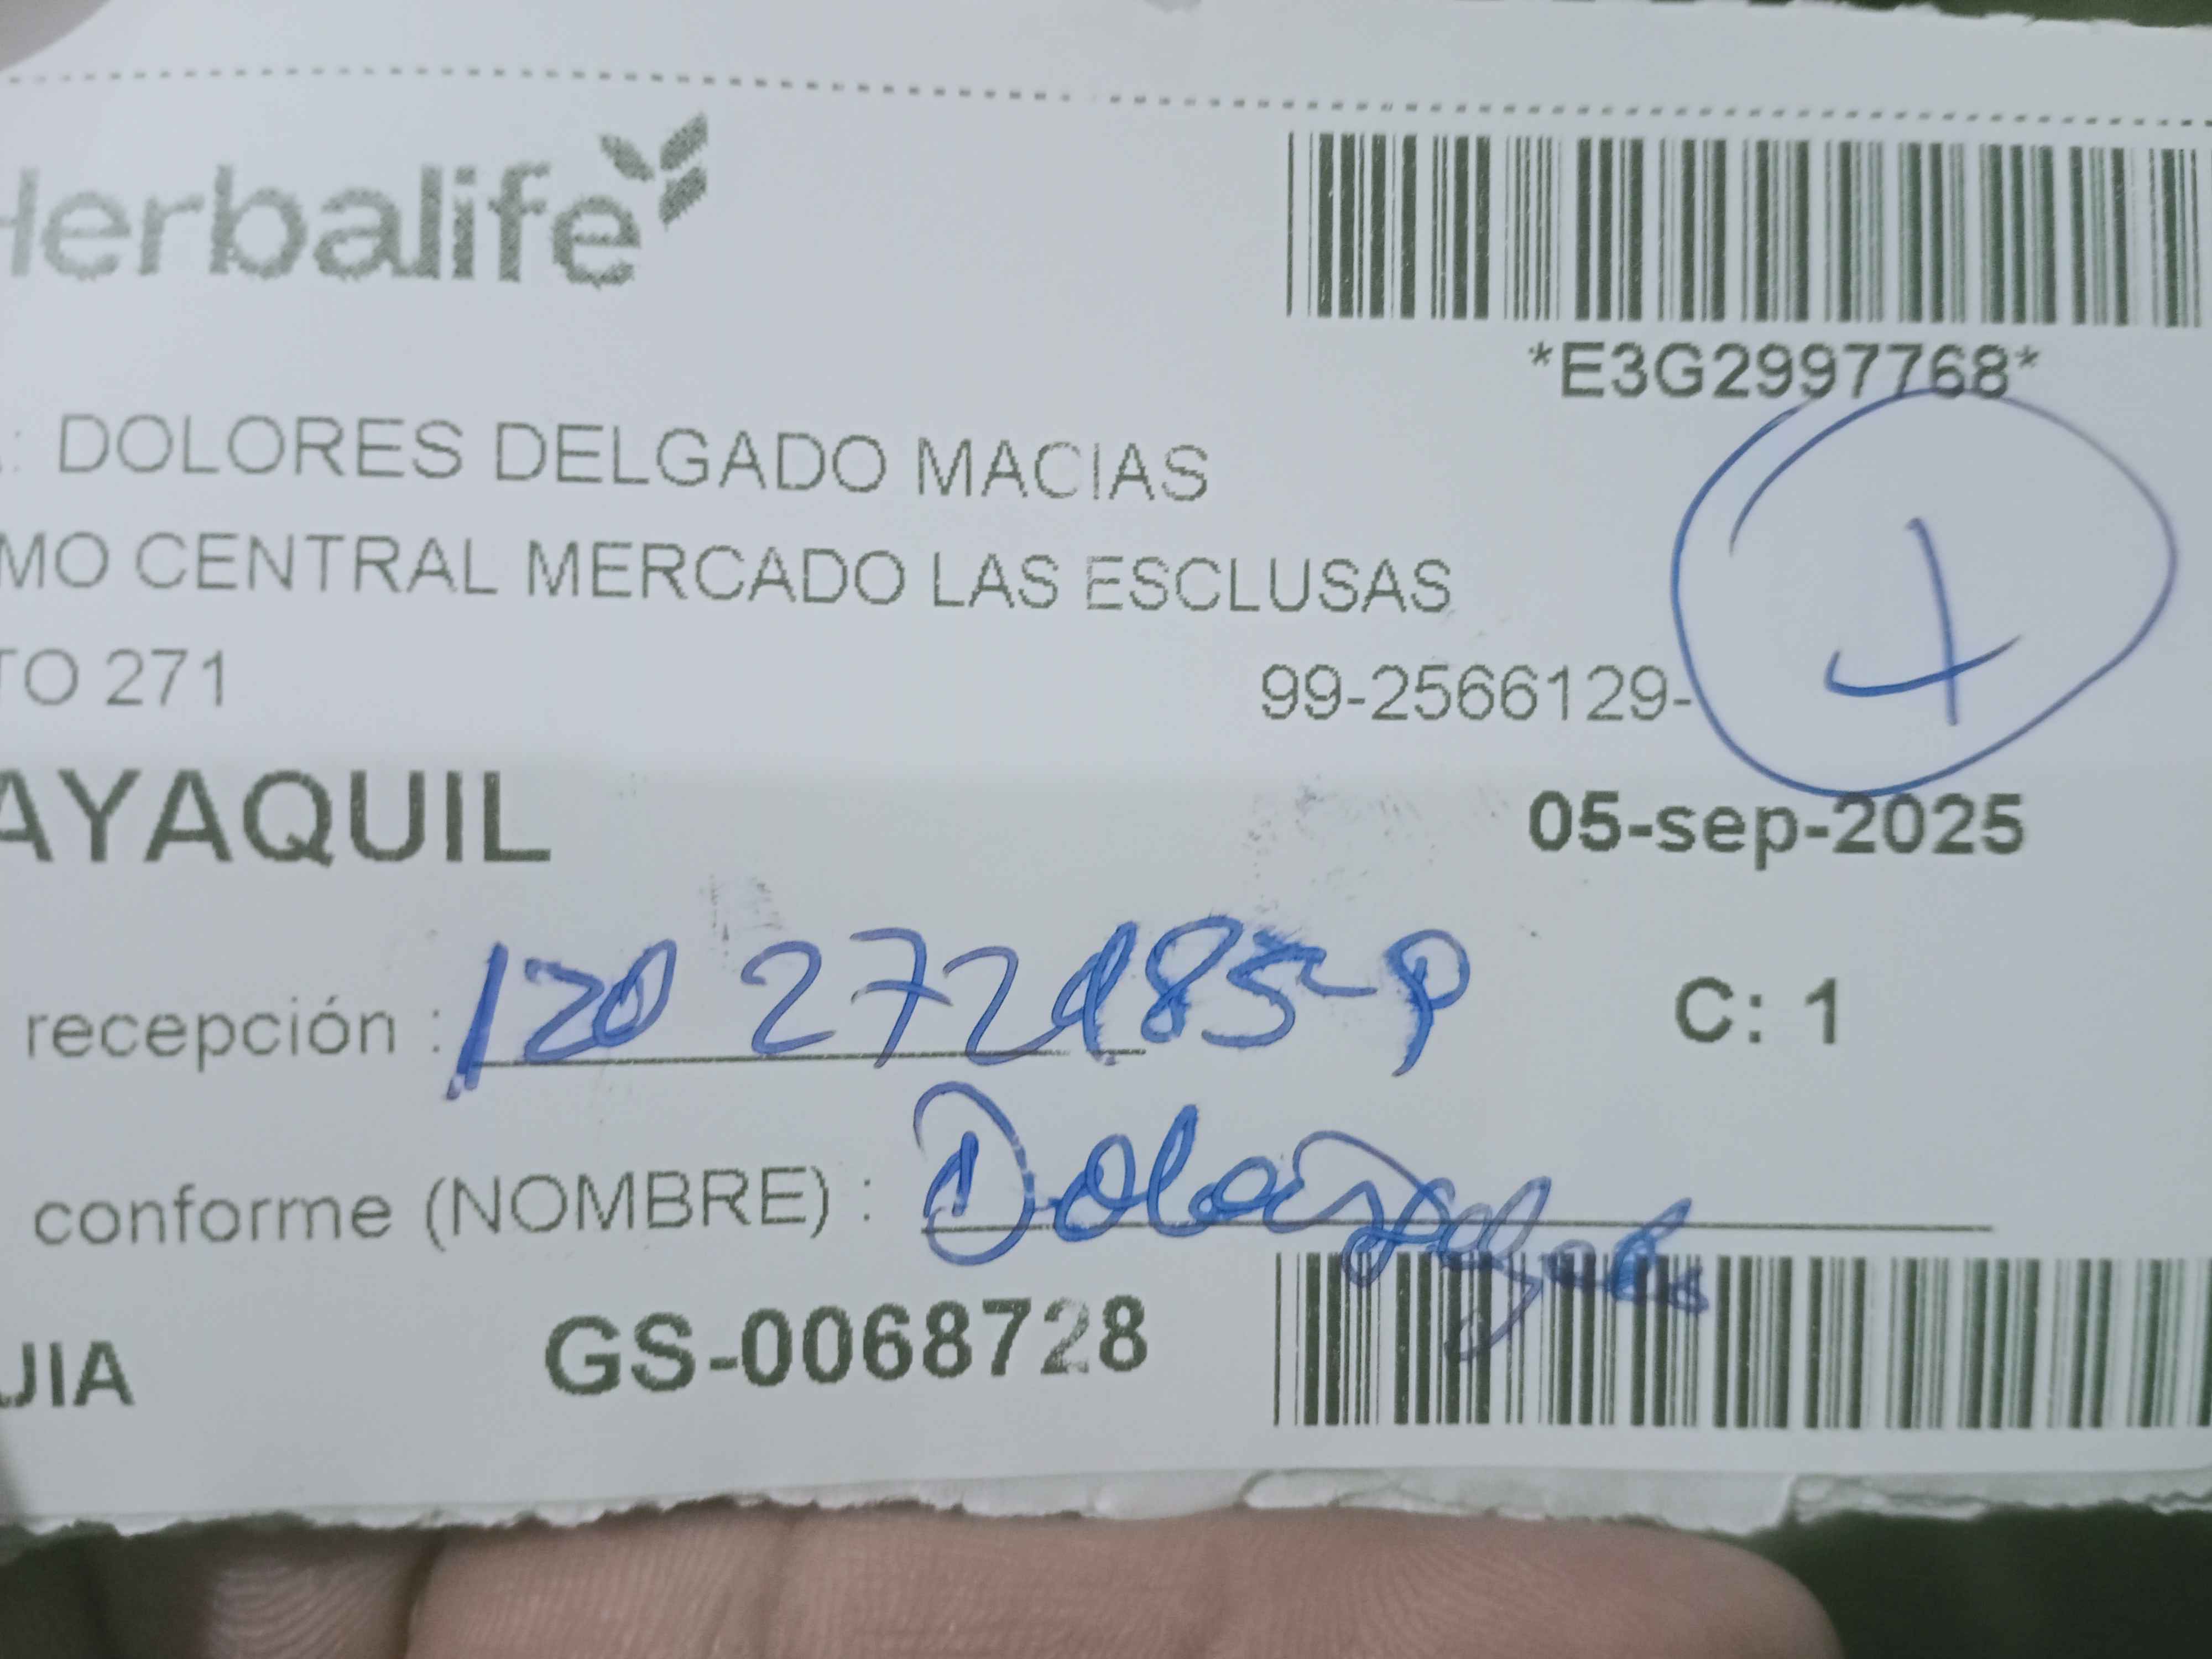 Herbalife
*E3G2997768*
: DOLORES DELGADO MACIAS
MO CENTRAL MERCADO LAS ESCLUSAS
TO 271
99-2566129-
4
AYAQUIL
05-sep-2025
recepción :
C: 1
conforme (NOMBRE) :
JIA
GS-0068728